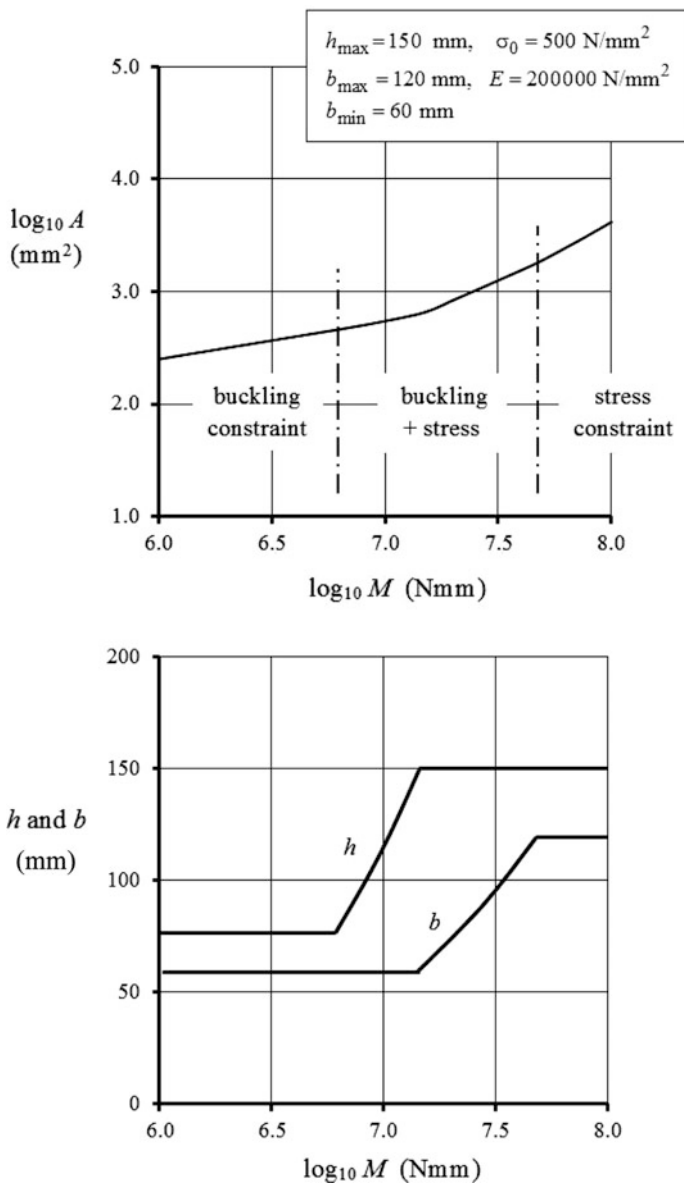 h_max = 150 mm, σ_0 = 500 N/mm²
b_max = 120 mm, E = 200000 N/mm²
b_min = 60 mm
5.0
4.0
log₁₀ A
(mm²)
3.0
buckling constraint
buckling + stress
stress constraint
2.0
1.0
6.0 6.5 7.0 7.5 8.0
log₁₀ M (Nmm)
200
150
h and b
(mm)
h
100
b
50
0
6.0 6.5 7.0 7.5 8.0
log₁₀ M (Nmm)